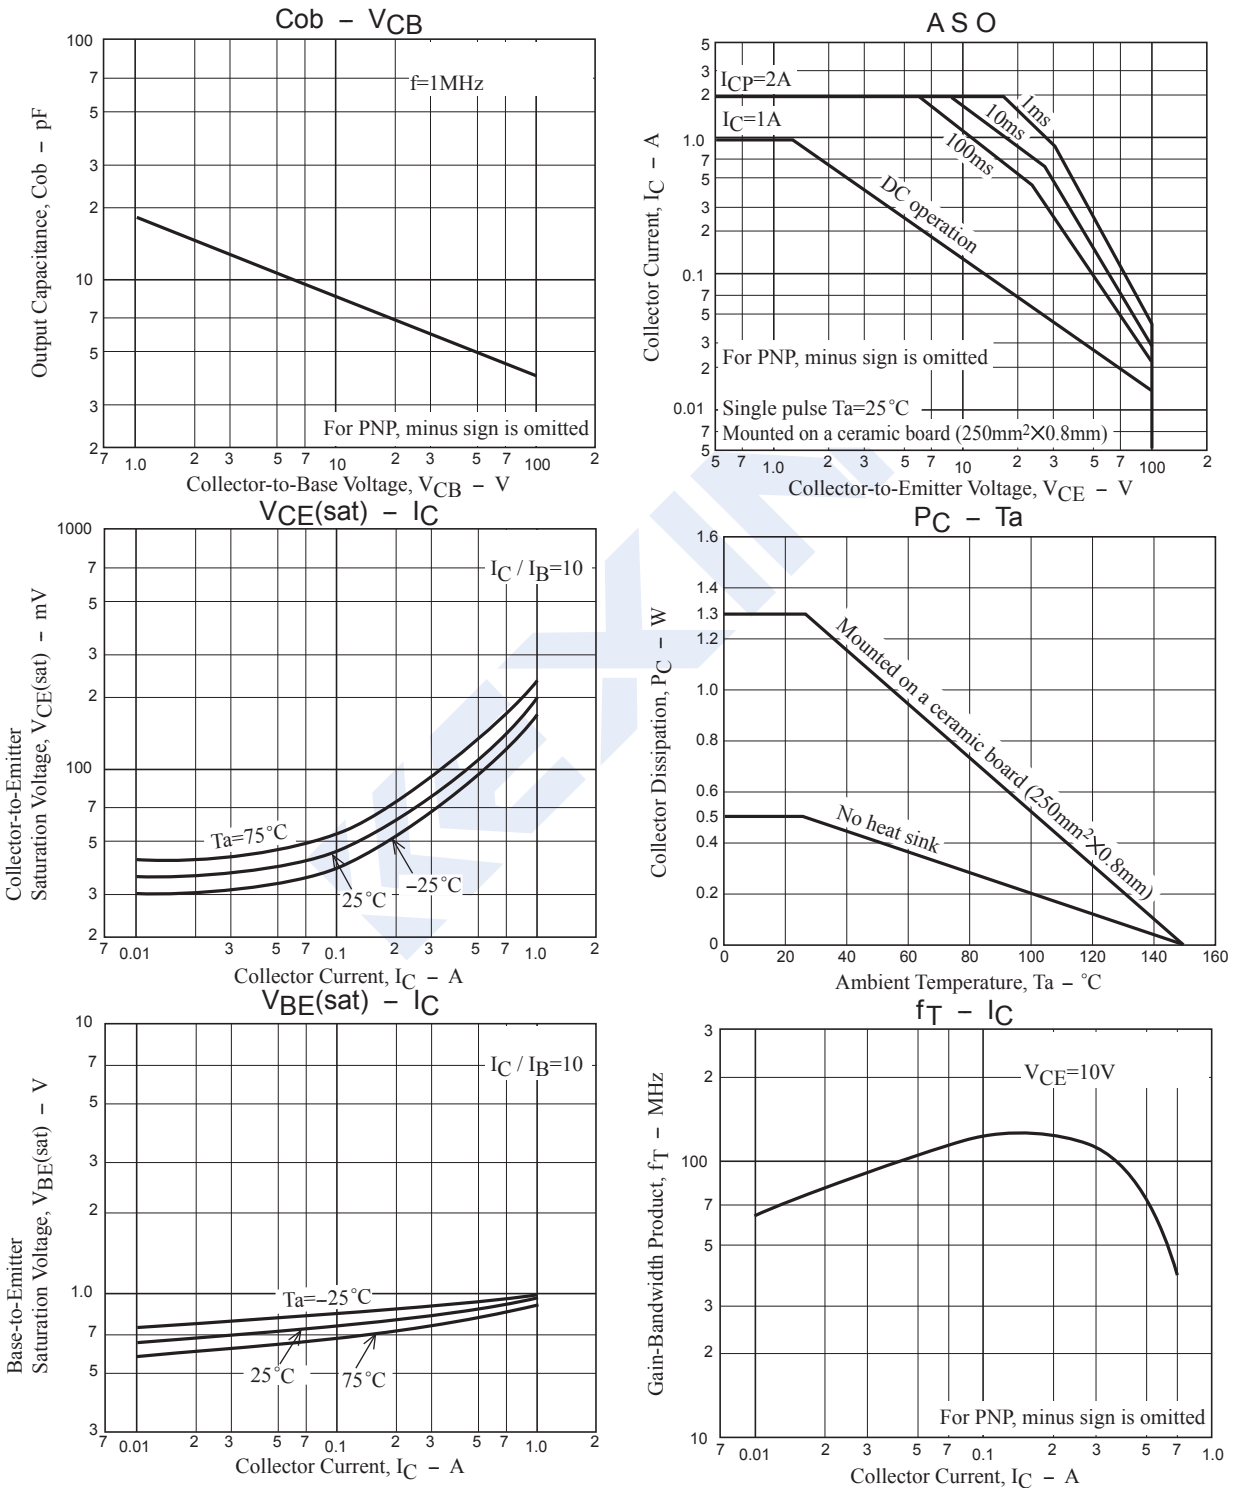 Cob – VCB
100
7
5
3
2
10
7
5
3
2
Output Capacitance, Cob – pF
f=1MHz
For PNP, minus sign is omitted
7 1.0 2 3 5 7 10 2 3 5 7 100 2
Collector-to-Base Voltage, VCB – V
A S O
5
3
2
1.0
7
5
3
2
0.1
7
5
3
2
0.01
7
5
Collector Current, IC – A
ICP=2A
IC=1A
1ms
10ms
100ms
DC operation
For PNP, minus sign is omitted
Single pulse Ta=25°C
Mounted on a ceramic board (250mm²✕0.8mm)
5 7 1.0 2 3 5 7 10 2 3 5 7 100 2
Collector-to-Emitter Voltage, VCE – V
VCE(sat) – IC
1000
7
5
3
2
100
7
5
3
2
Collector-to-Emitter
Saturation Voltage, VCE(sat) – mV
IC / IB=10
Ta=75°C
25°C
–25°C
7 0.01 2 3 5 7 0.1 2 3 5 7 1.0 2
Collector Current, IC – A
PC – Ta
1.6
1.4
1.3
1.2
1.0
0.8
0.6
0.5
0.4
0.2
0
Collector Dissipation, PC – W
Mounted on a ceramic board (250mm²✕0.8mm)
No heat sink
0 20 40 60 80 100 120 140 160
Ambient Temperature, Ta – °C
VBE(sat) – IC
10
7
5
3
2
1.0
7
5
3
Base-to-Emitter
Saturation Voltage, VBE(sat) – V
IC / IB=10
Ta=–25°C
25°C
75°C
7 0.01 2 3 5 7 0.1 2 3 5 7 1.0 2
Collector Current, IC – A
fT – IC
3
2
100
7
5
3
2
10
Gain-Bandwidth Product, fT – MHz
VCE=10V
For PNP, minus sign is omitted
7 0.01 2 3 5 7 0.1 2 3 5 7 1.0
Collector Current, IC – A
KEXIN